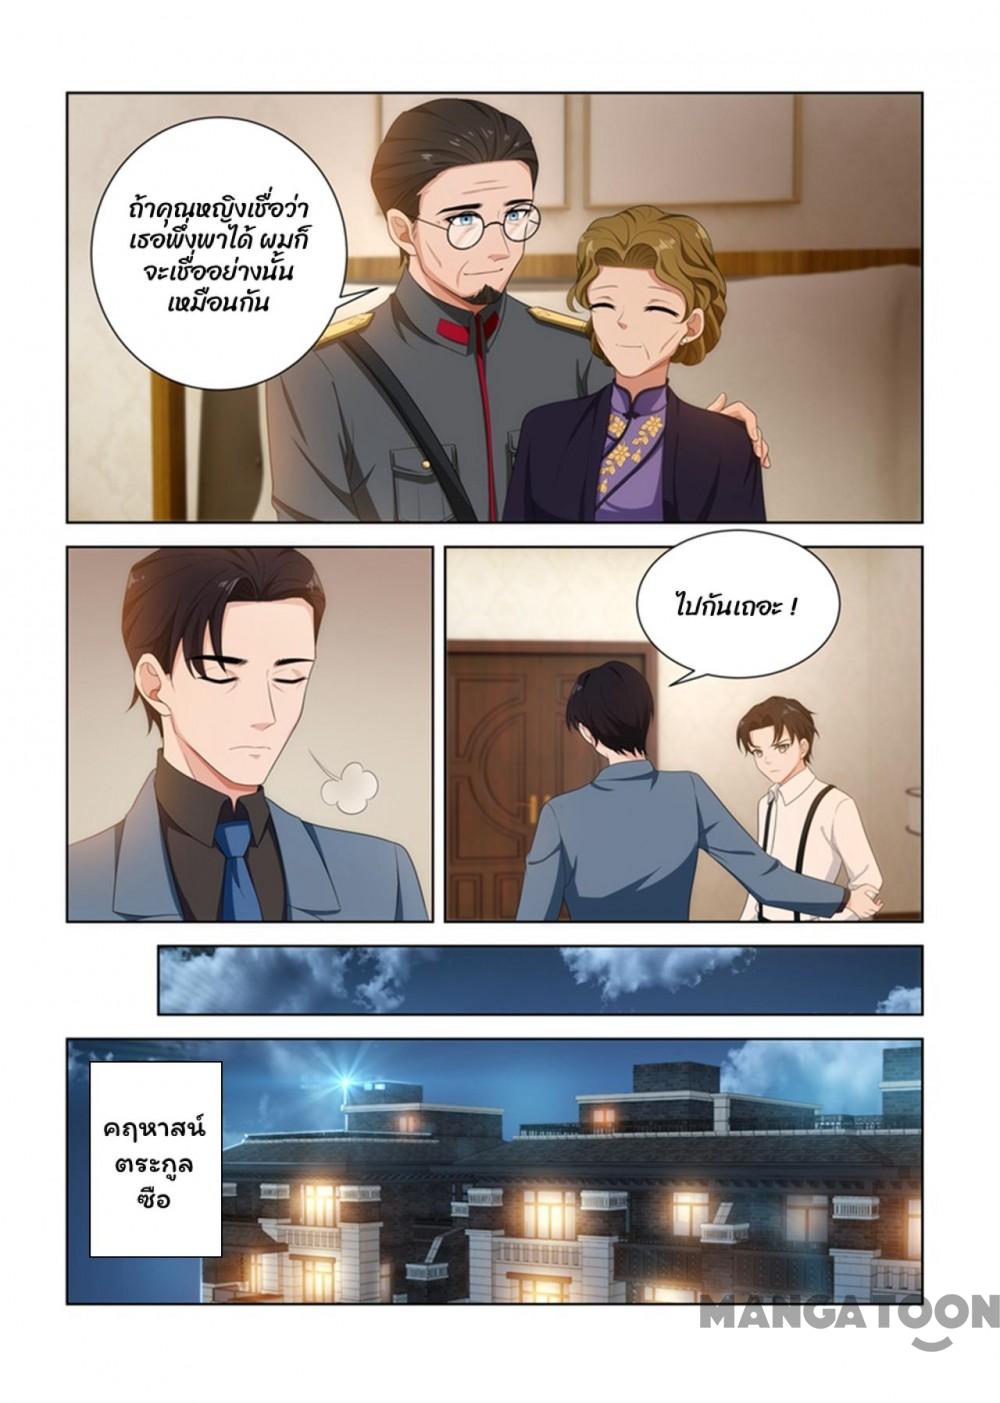 ถ้าคุณหญิงเชื่อว่า
เธอพึ่งพาได้ ผมก็
จะเชื่ออย่างนั้น
เหมือนกัน
ไปกันเถอะ !
คฤหาสน์
ตระกูล
ซือ
MANGATOON